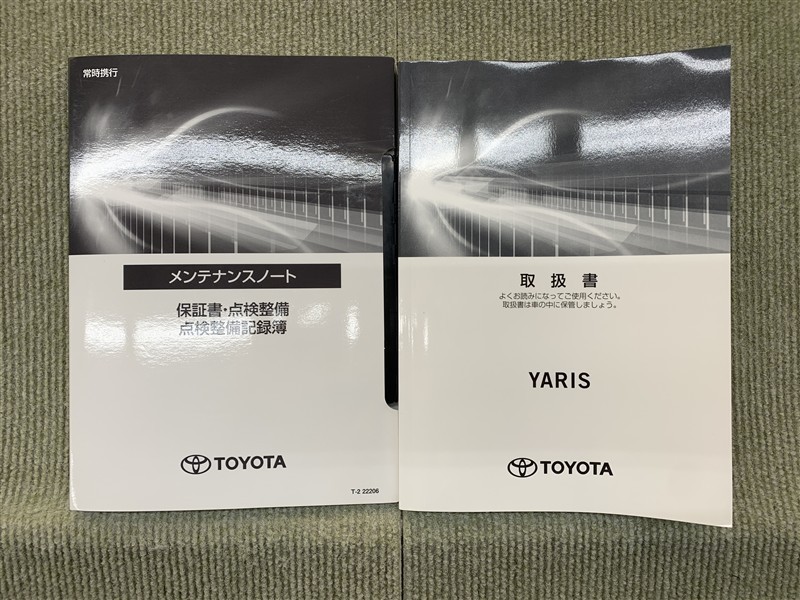 常時携行
メンテナンスノート
保証書・点検整備
点検整備記録簿
TOYOTA
T-2 22206
取扱書
よくお読みになってご使用ください。
取扱書は車の中に保管しましょう。
YARIS
TOYOTA